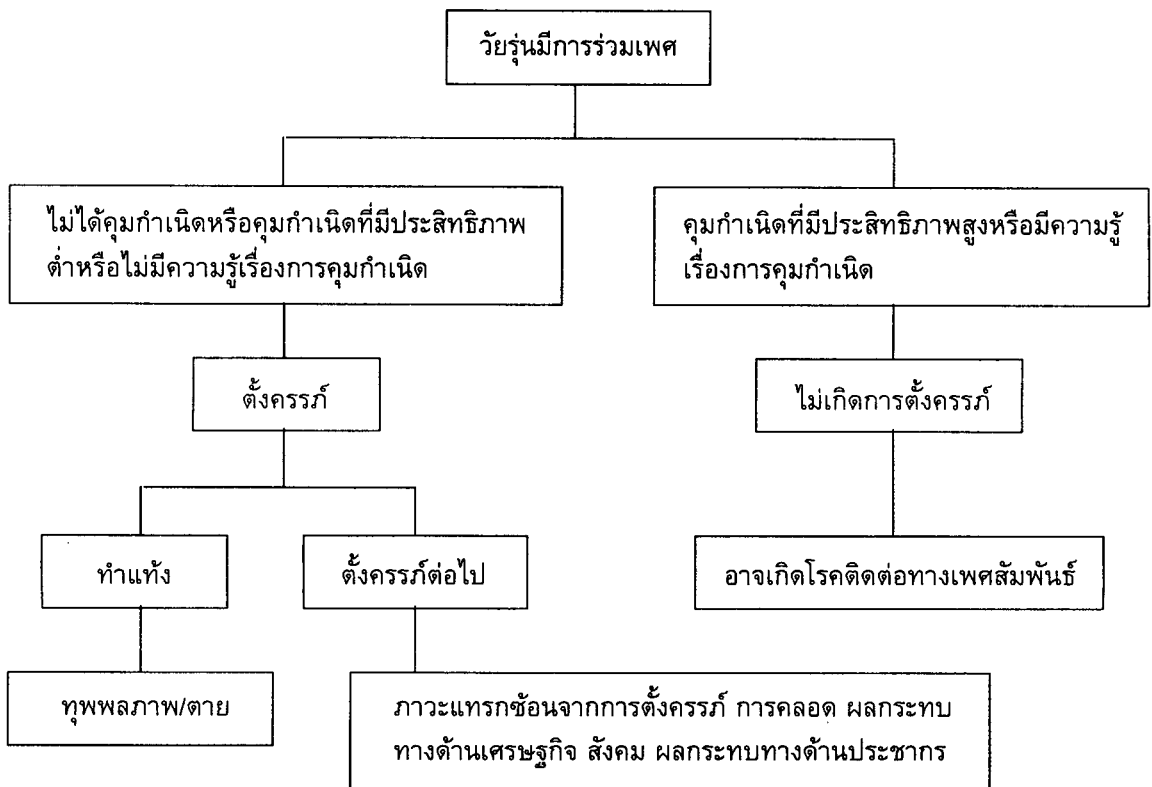 วัยรุ่นมีการร่วมเพศ
ไม่ได้คุมกำเนิดหรือคุมกำเนิดที่มีประสิทธิภาพ
ต่ำหรือไม่มีความรู้เรื่องการคุมกำเนิด
คุมกำเนิดที่มีประสิทธิภาพสูงหรือมีความรู้
เรื่องการคุมกำเนิด
ตั้งครรภ์
ไม่เกิดการตั้งครรภ์
ทำแท้ง
ตั้งครรภ์ต่อไป
อาจเกิดโรคติดต่อทางเพศสัมพันธ์
ทุพพลภาพ/ตาย
ภาวะแทรกซ้อนจากการตั้งครรภ์ การคลอด ผลกระทบ
ทางด้านเศรษฐกิจ สังคม ผลกระทบทางด้านประชากร